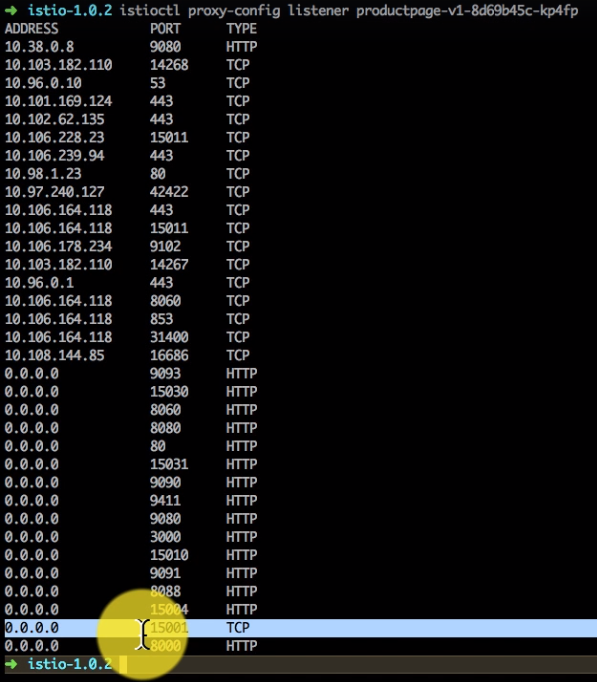 ➜ istio-1.0.2 istioctl proxy-config listener productpage-v1-8d69b45c-kp4fp
ADDRESS PORT TYPE
10.38.0.8 9080 HTTP
10.103.182.110 14268 TCP
10.96.0.10 53 TCP
10.101.169.124 443 TCP
10.102.62.135 443 TCP
10.106.228.23 15011 TCP
10.106.239.94 443 TCP
10.98.1.23 80 TCP
10.97.240.127 42422 TCP
10.106.164.118 443 TCP
10.106.164.118 15011 TCP
10.106.178.234 9102 TCP
10.103.182.110 14267 TCP
10.96.0.1 443 TCP
10.106.164.118 8060 TCP
10.106.164.118 853 TCP
10.106.164.118 31400 TCP
10.108.144.85 16686 TCP
0.0.0.0 9093 HTTP
0.0.0.0 15030 HTTP
0.0.0.0 8060 HTTP
0.0.0.0 8080 HTTP
0.0.0.0 80 HTTP
0.0.0.0 15031 HTTP
0.0.0.0 9090 HTTP
0.0.0.0 9411 HTTP
0.0.0.0 9080 HTTP
0.0.0.0 3000 HTTP
0.0.0.0 15010 HTTP
0.0.0.0 9091 HTTP
0.0.0.0 8088 HTTP
0.0.0.0 15004 HTTP
0.0.0.0 15001 TCP
0.0.0.0 8000 HTTP
➜ istio-1.0.2